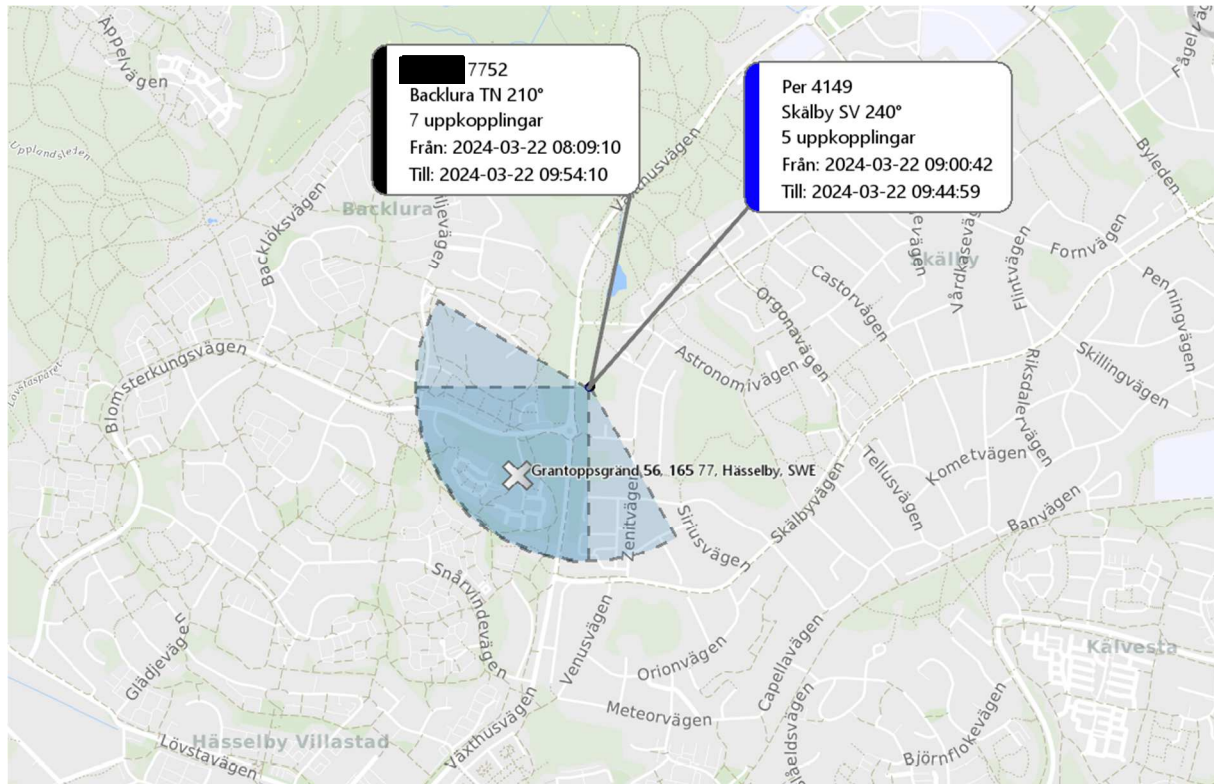 7752
Backlura TN 210°
7 uppkopplingar
Från: 2024-03-22 08:09:10
Till: 2024-03-22 09:54:10
Per 4149
Skälby SV 240°
5 uppkopplingar
Från: 2024-03-22 09:00:42
Till: 2024-03-22 09:44:59
Äppelvägen
Upplandsleden
Backlura
Backlöksvägen
Blomsterkungsvägen
Byleden
Skälby
Vårdkasevägen
Flintvägen
Fornvägen
Penningvägen
Castorvägen
Orgonavägen
Astronomivägen
Riksdalervägen
Skillingvägen
Kometvägen
Tellusvägen
Banvägen
Skälbyvägen
Grantoppsgränd 56, 165 77, Hässelby, SWE
Zenitvägen
Siriusvägen
Snårvindevägen
Venusvägen
Orionvägen
Capellavägen
Kälvesta
Glädjevägen
Meteorvägen
Hässelby Villastad
Växthusvägen
Björnflokevägen
Lövstavägen